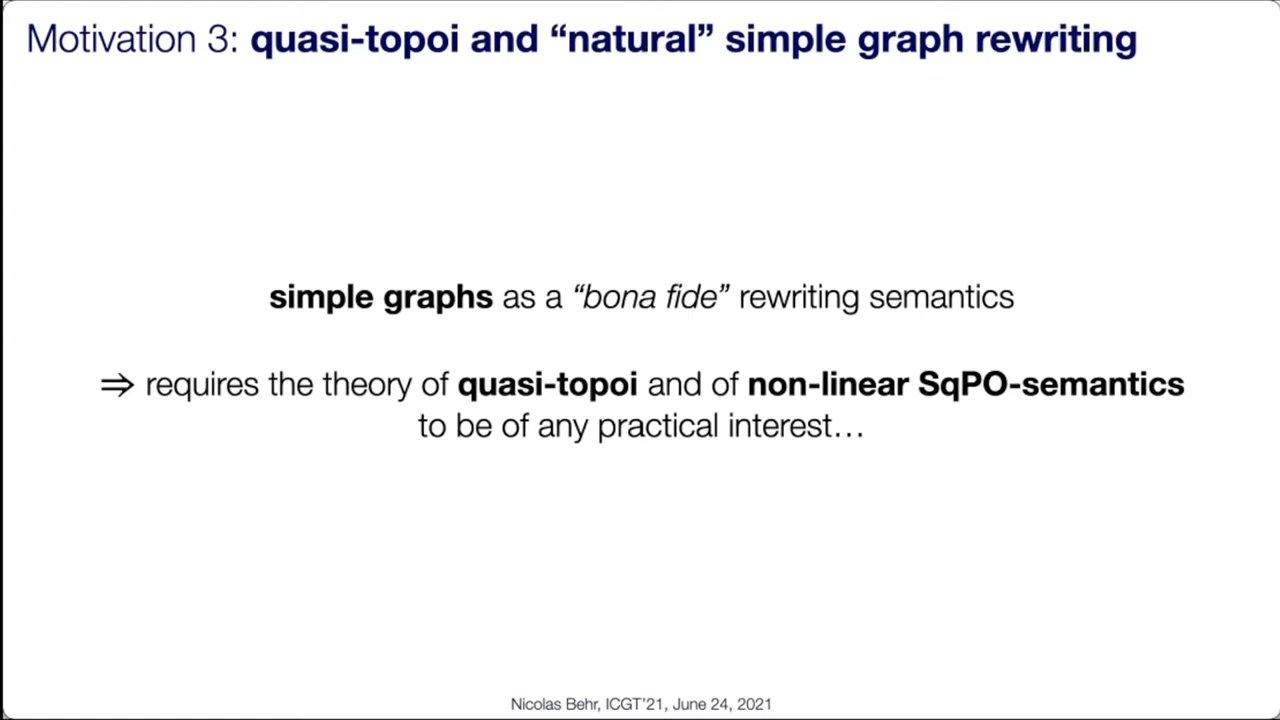 Motivation 3: quasi-topoi and “natural” simple graph rewriting
simple graphs as a “bona fide” rewriting semantics
⇒ requires the theory of quasi-topoi and of non-linear SqPO-semantics
to be of any practical interest…
Nicolas Behr, ICGT’21, June 24, 2021